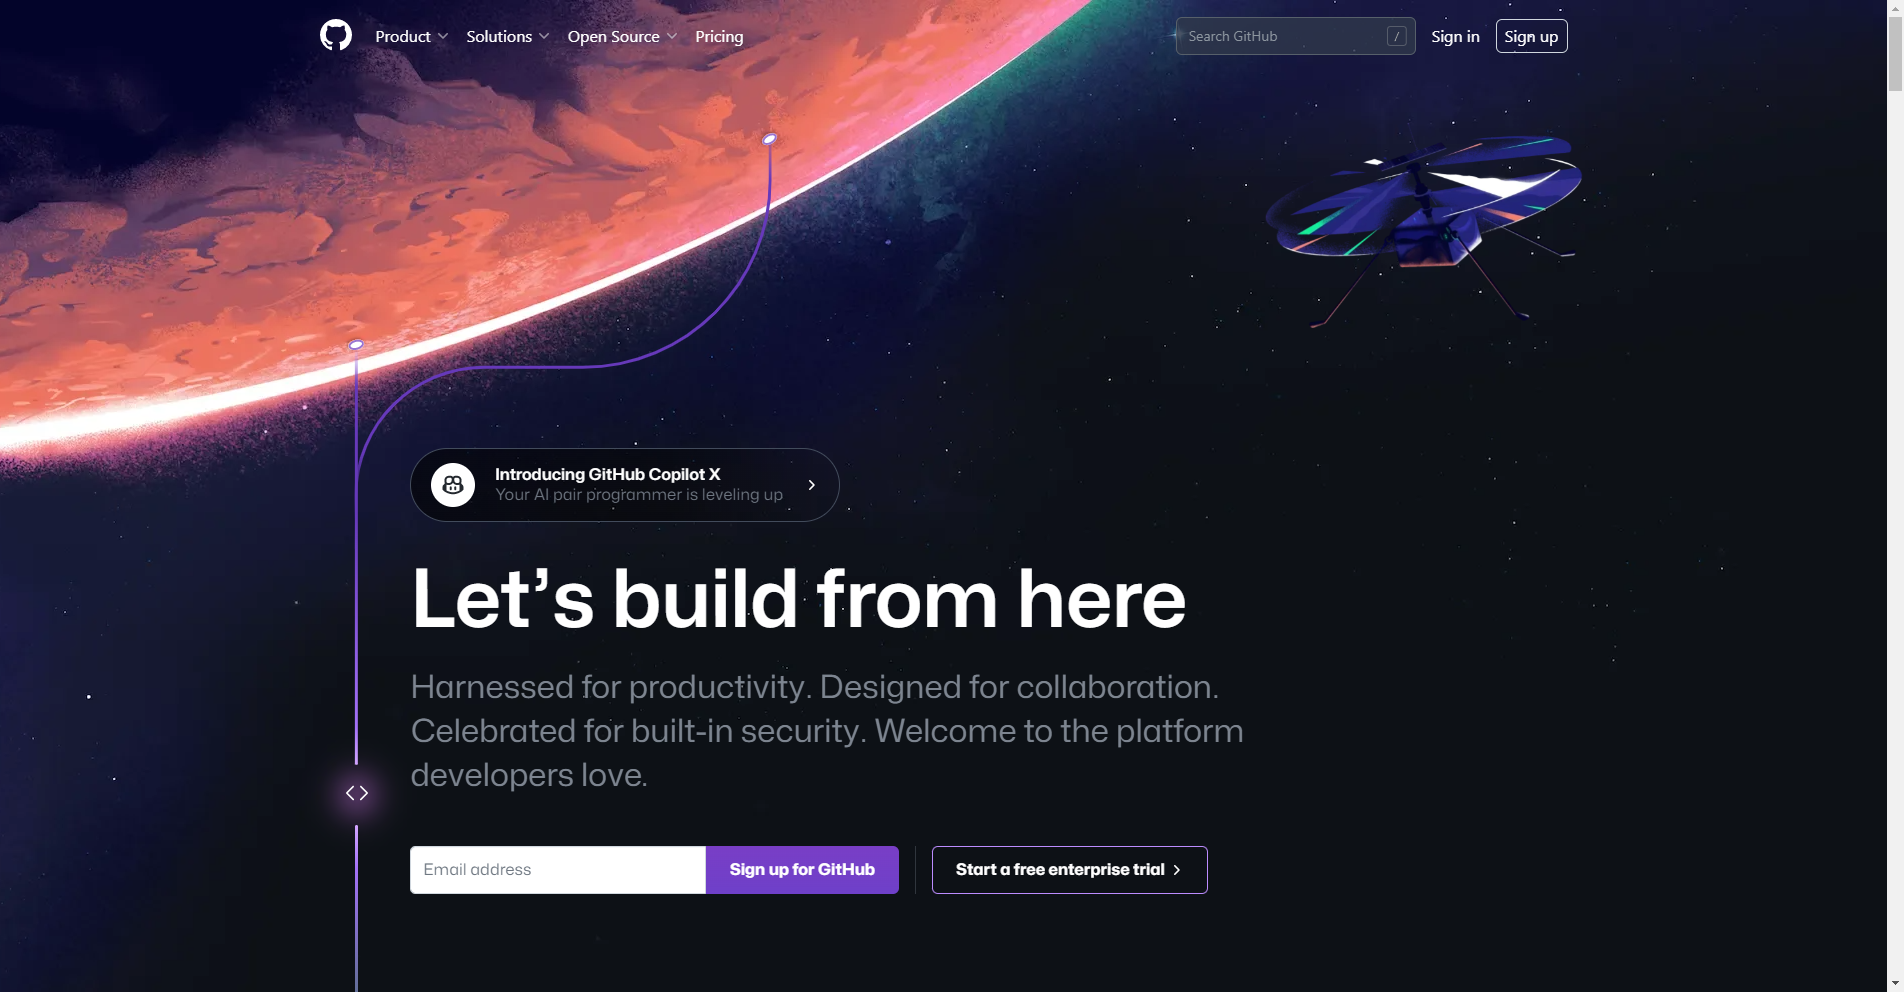 Product Solutions Open Source Pricing Search GitHub / Sign in Sign up
Introducing GitHub Copilot X
Your AI pair programmer is leveling up
Let’s build from here
Harnessed for productivity. Designed for collaboration.
Celebrated for built-in security. Welcome to the platform
developers love.
Email address Sign up for GitHub Start a free enterprise trial